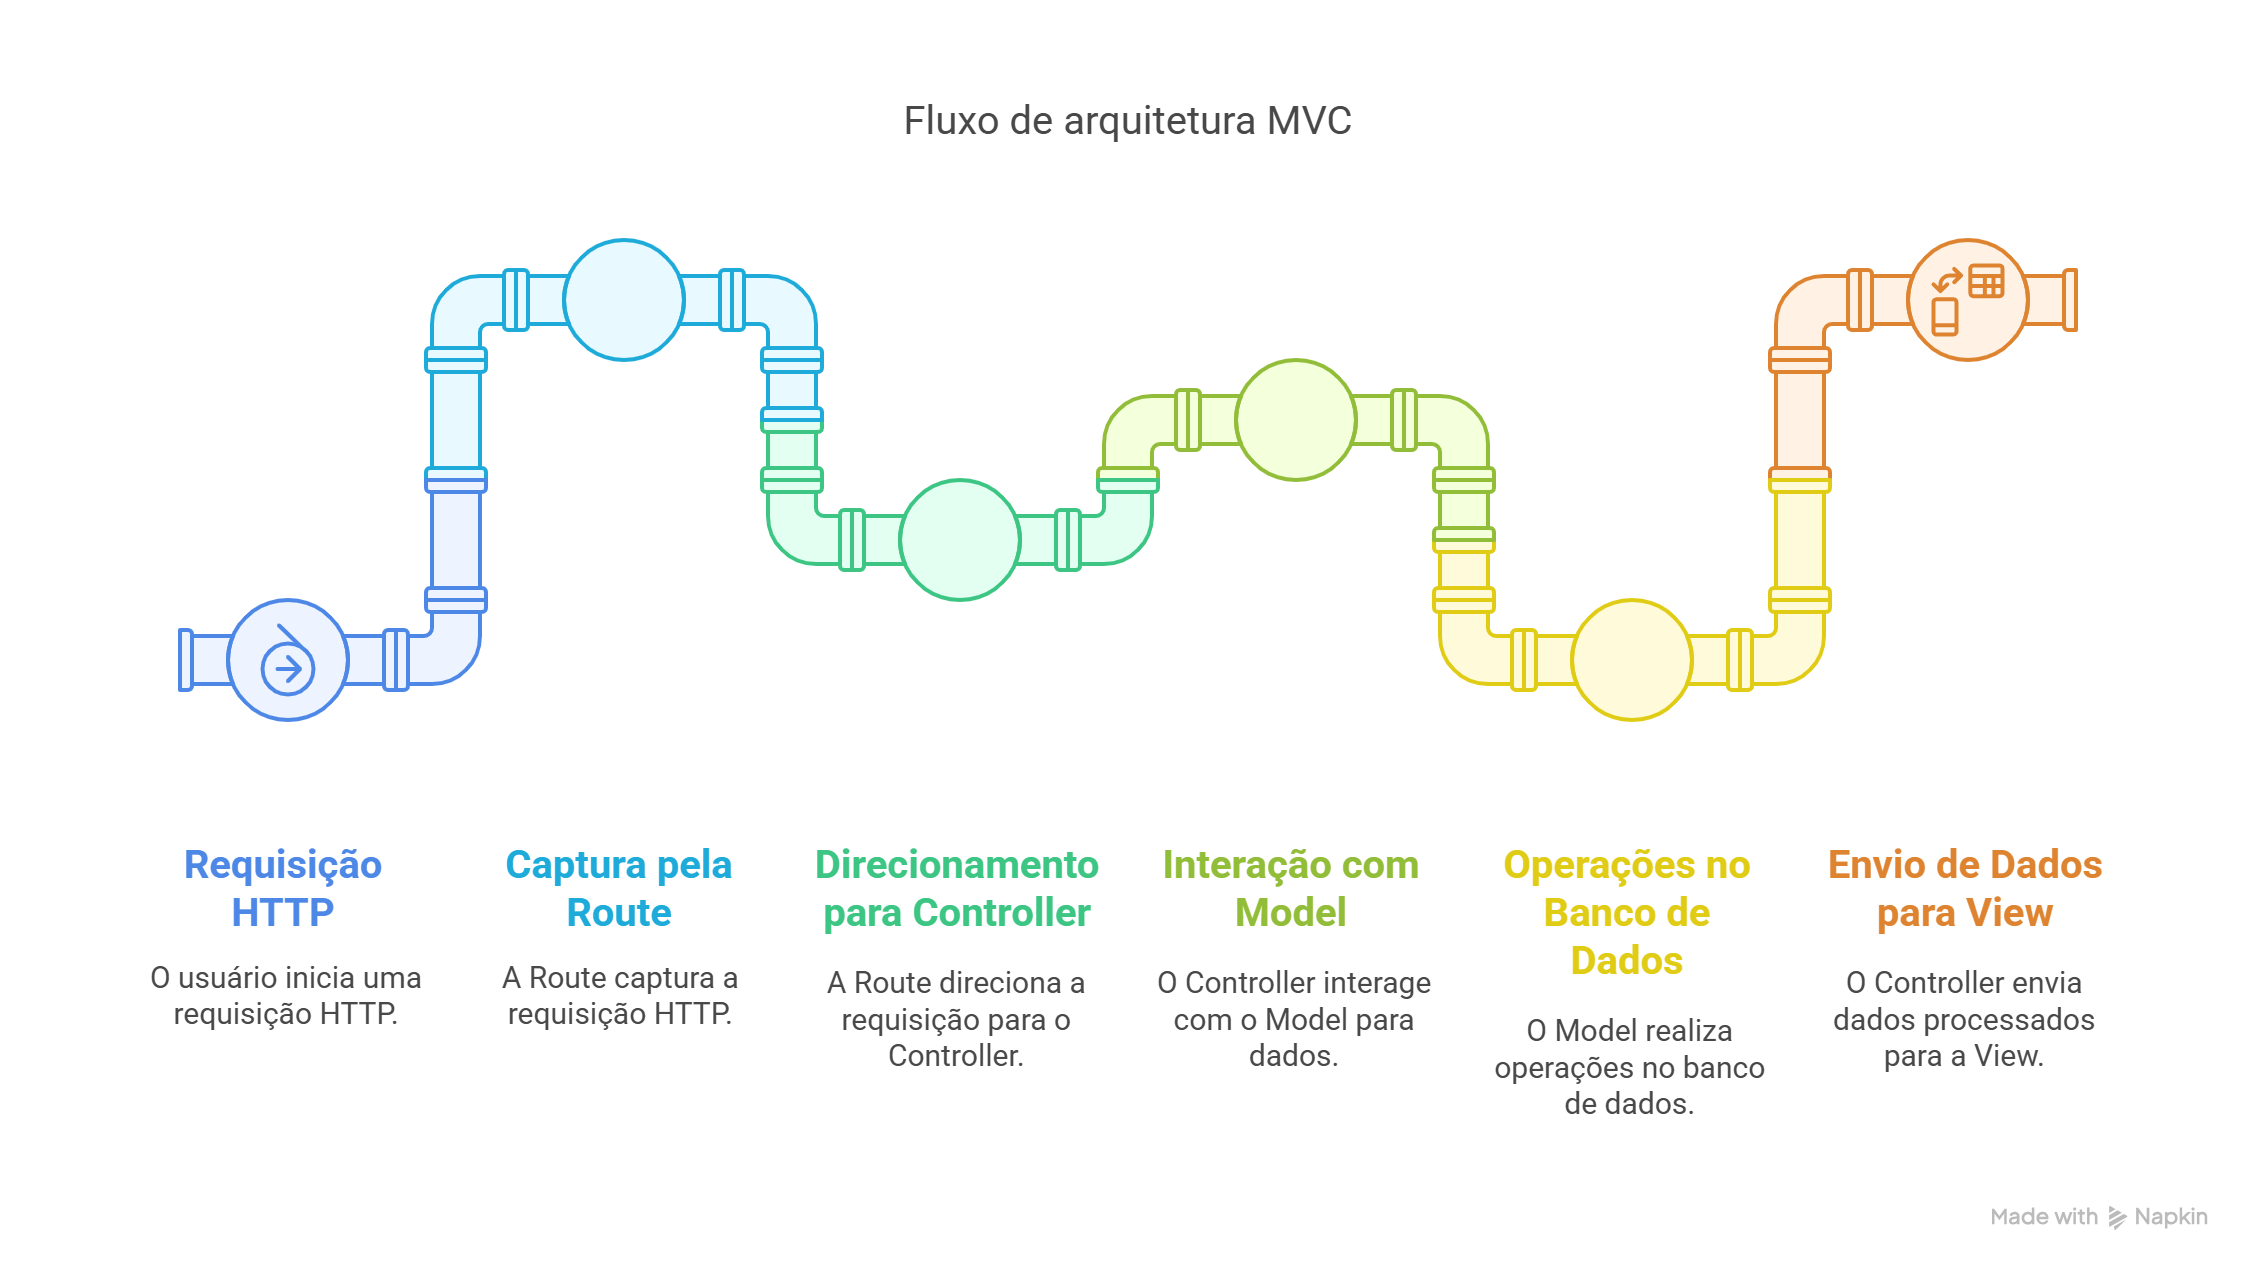 Fluxo de arquitetura MVC
Requisição
HTTP
O usuário inicia uma
requisição HTTP.
Captura pela
Route
A Route captura a
requisição HTTP.
Direcionamento
para Controller
A Route direciona a
requisição para o
Controller.
Interação com
Model
O Controller interage
com o Model para
dados.
Operações no
Banco de
Dados
O Model realiza
operações no banco
de dados.
Envio de Dados
para View
O Controller envia
dados processados
para a View.
Made with Napkin